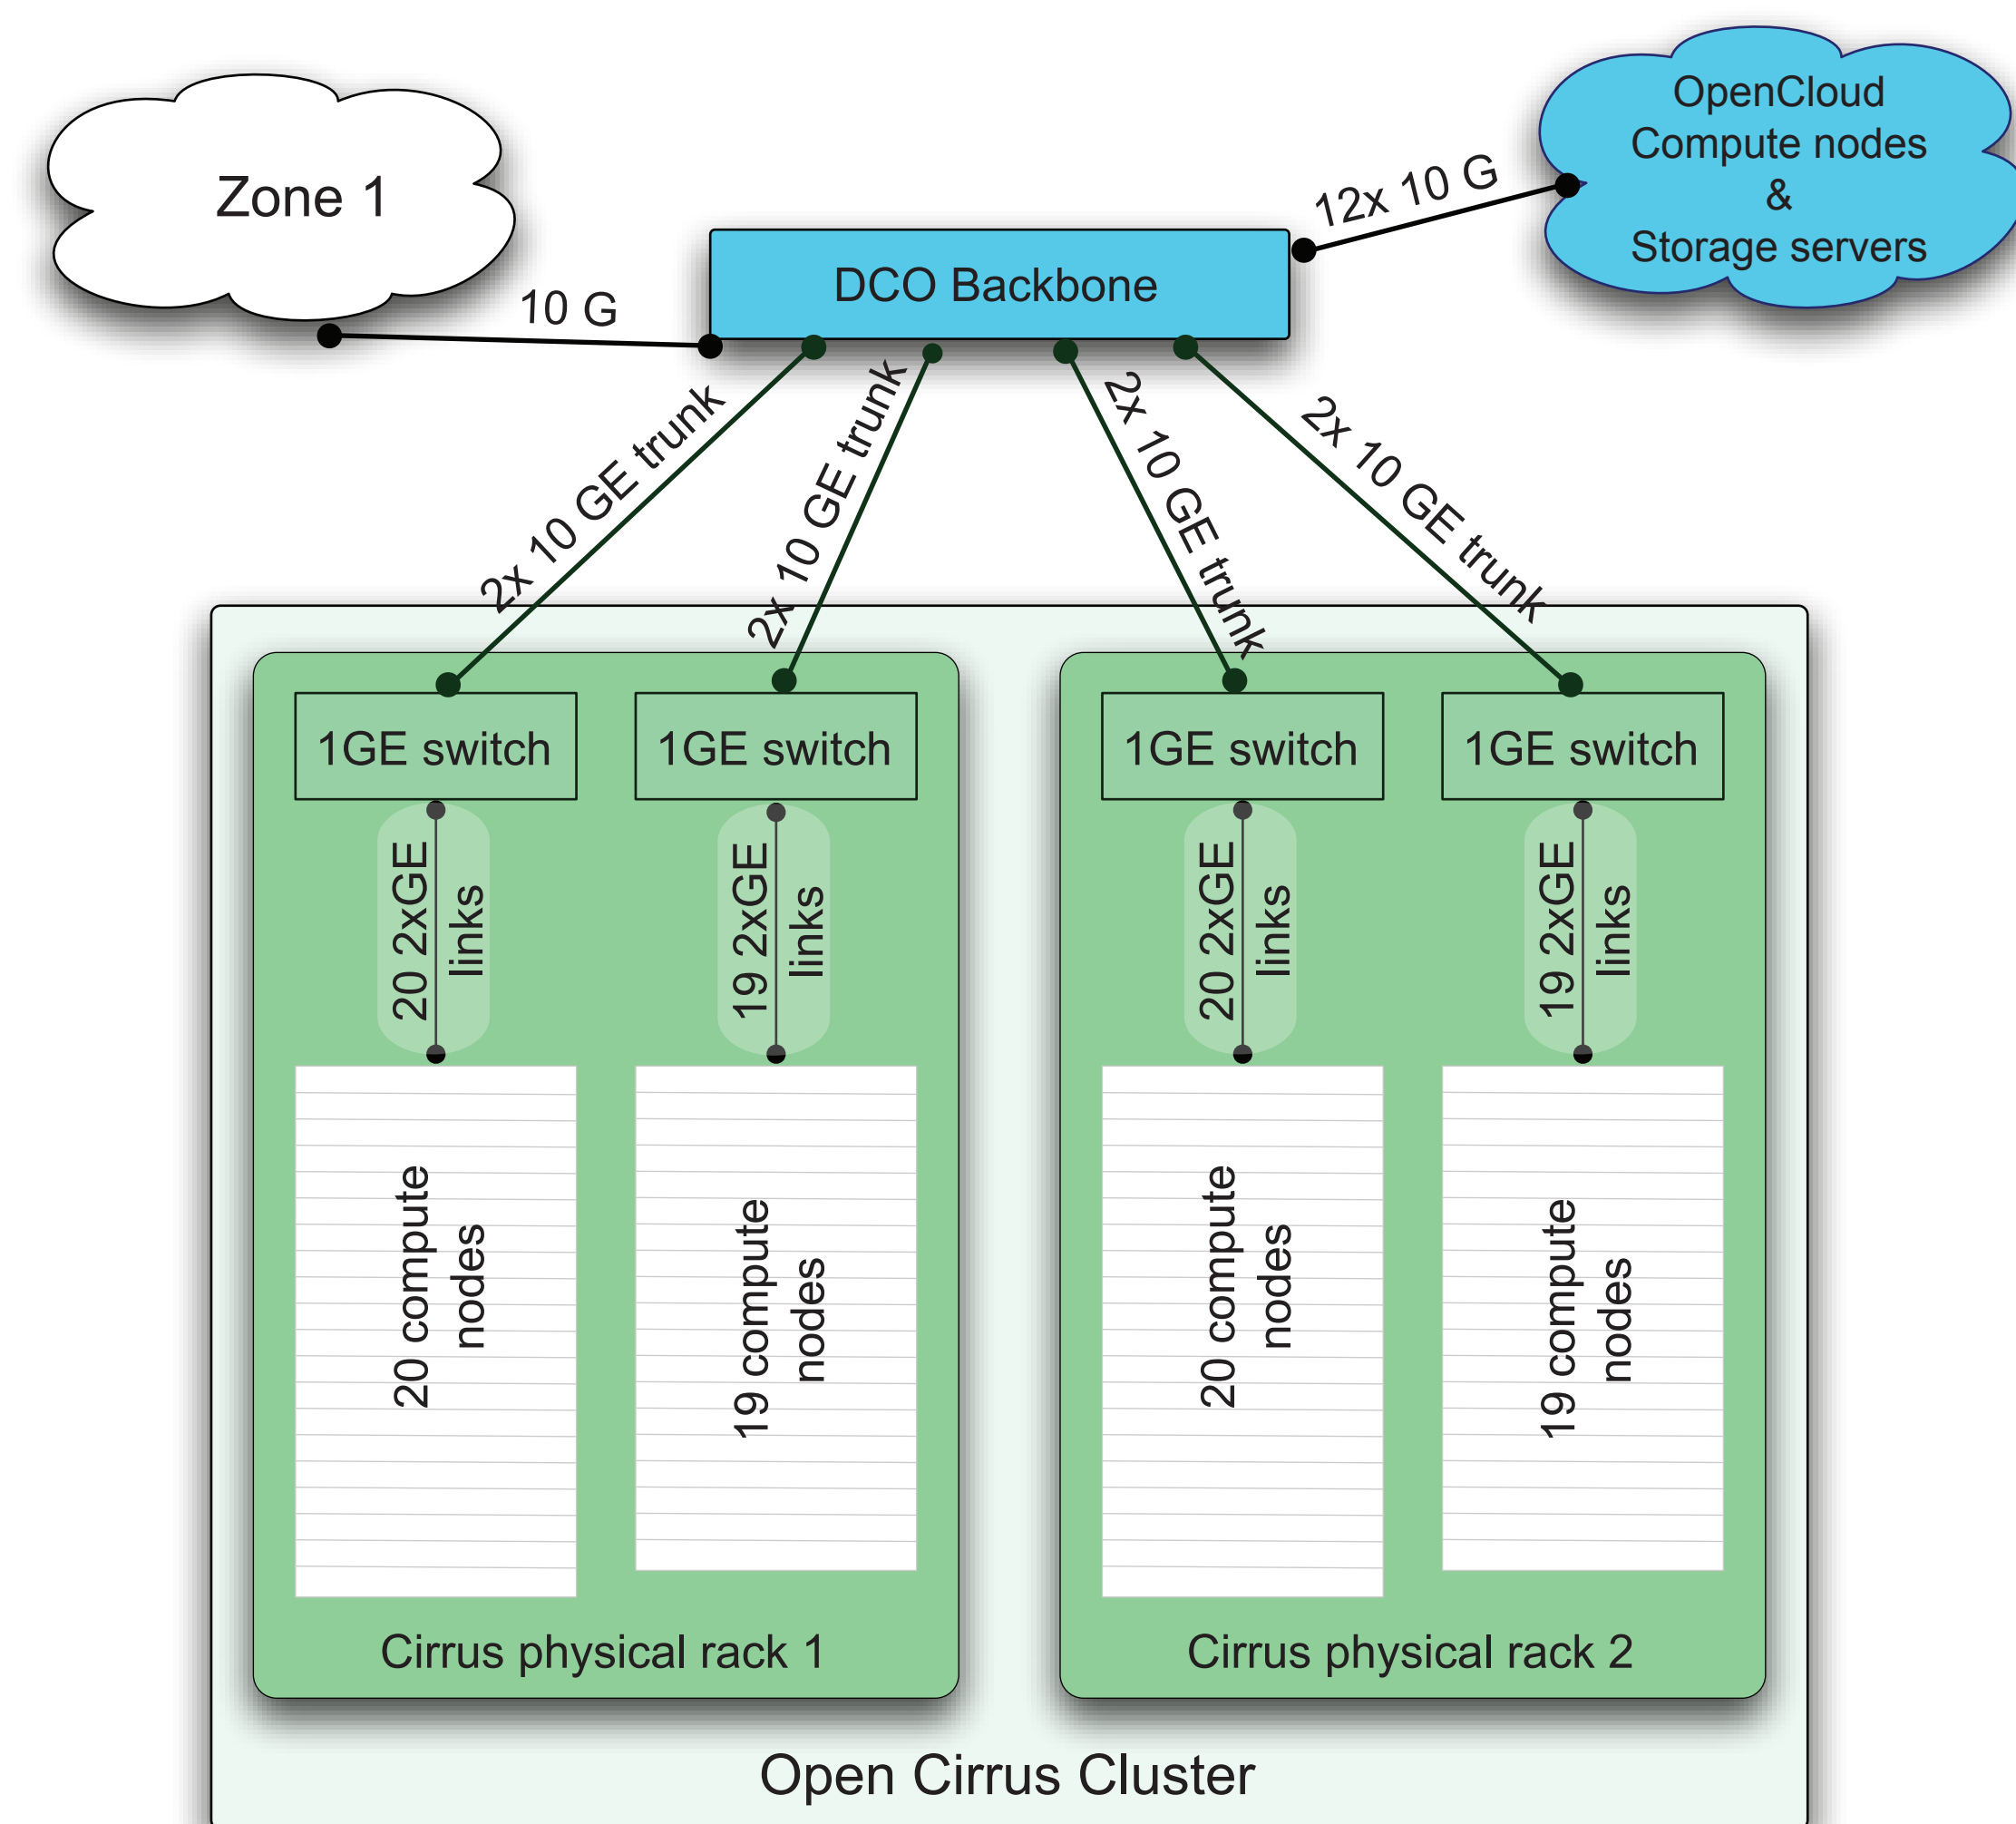 Zone 1
OpenCloud
Compute nodes
&
Storage servers
12x 10 G
DCO Backbone
10 G
2x 10 GE trunk
2x 10 GE trunk
2x 10 GE trunk
2x 10 GE trunk
1GE switch
1GE switch
1GE switch
1GE switch
20 2xGE
links
19 2xGE
links
20 2xGE
links
19 2xGE
links
20 compute
nodes
19 compute
nodes
20 compute
nodes
19 compute
nodes
Cirrus physical rack 1
Cirrus physical rack 2
Open Cirrus Cluster